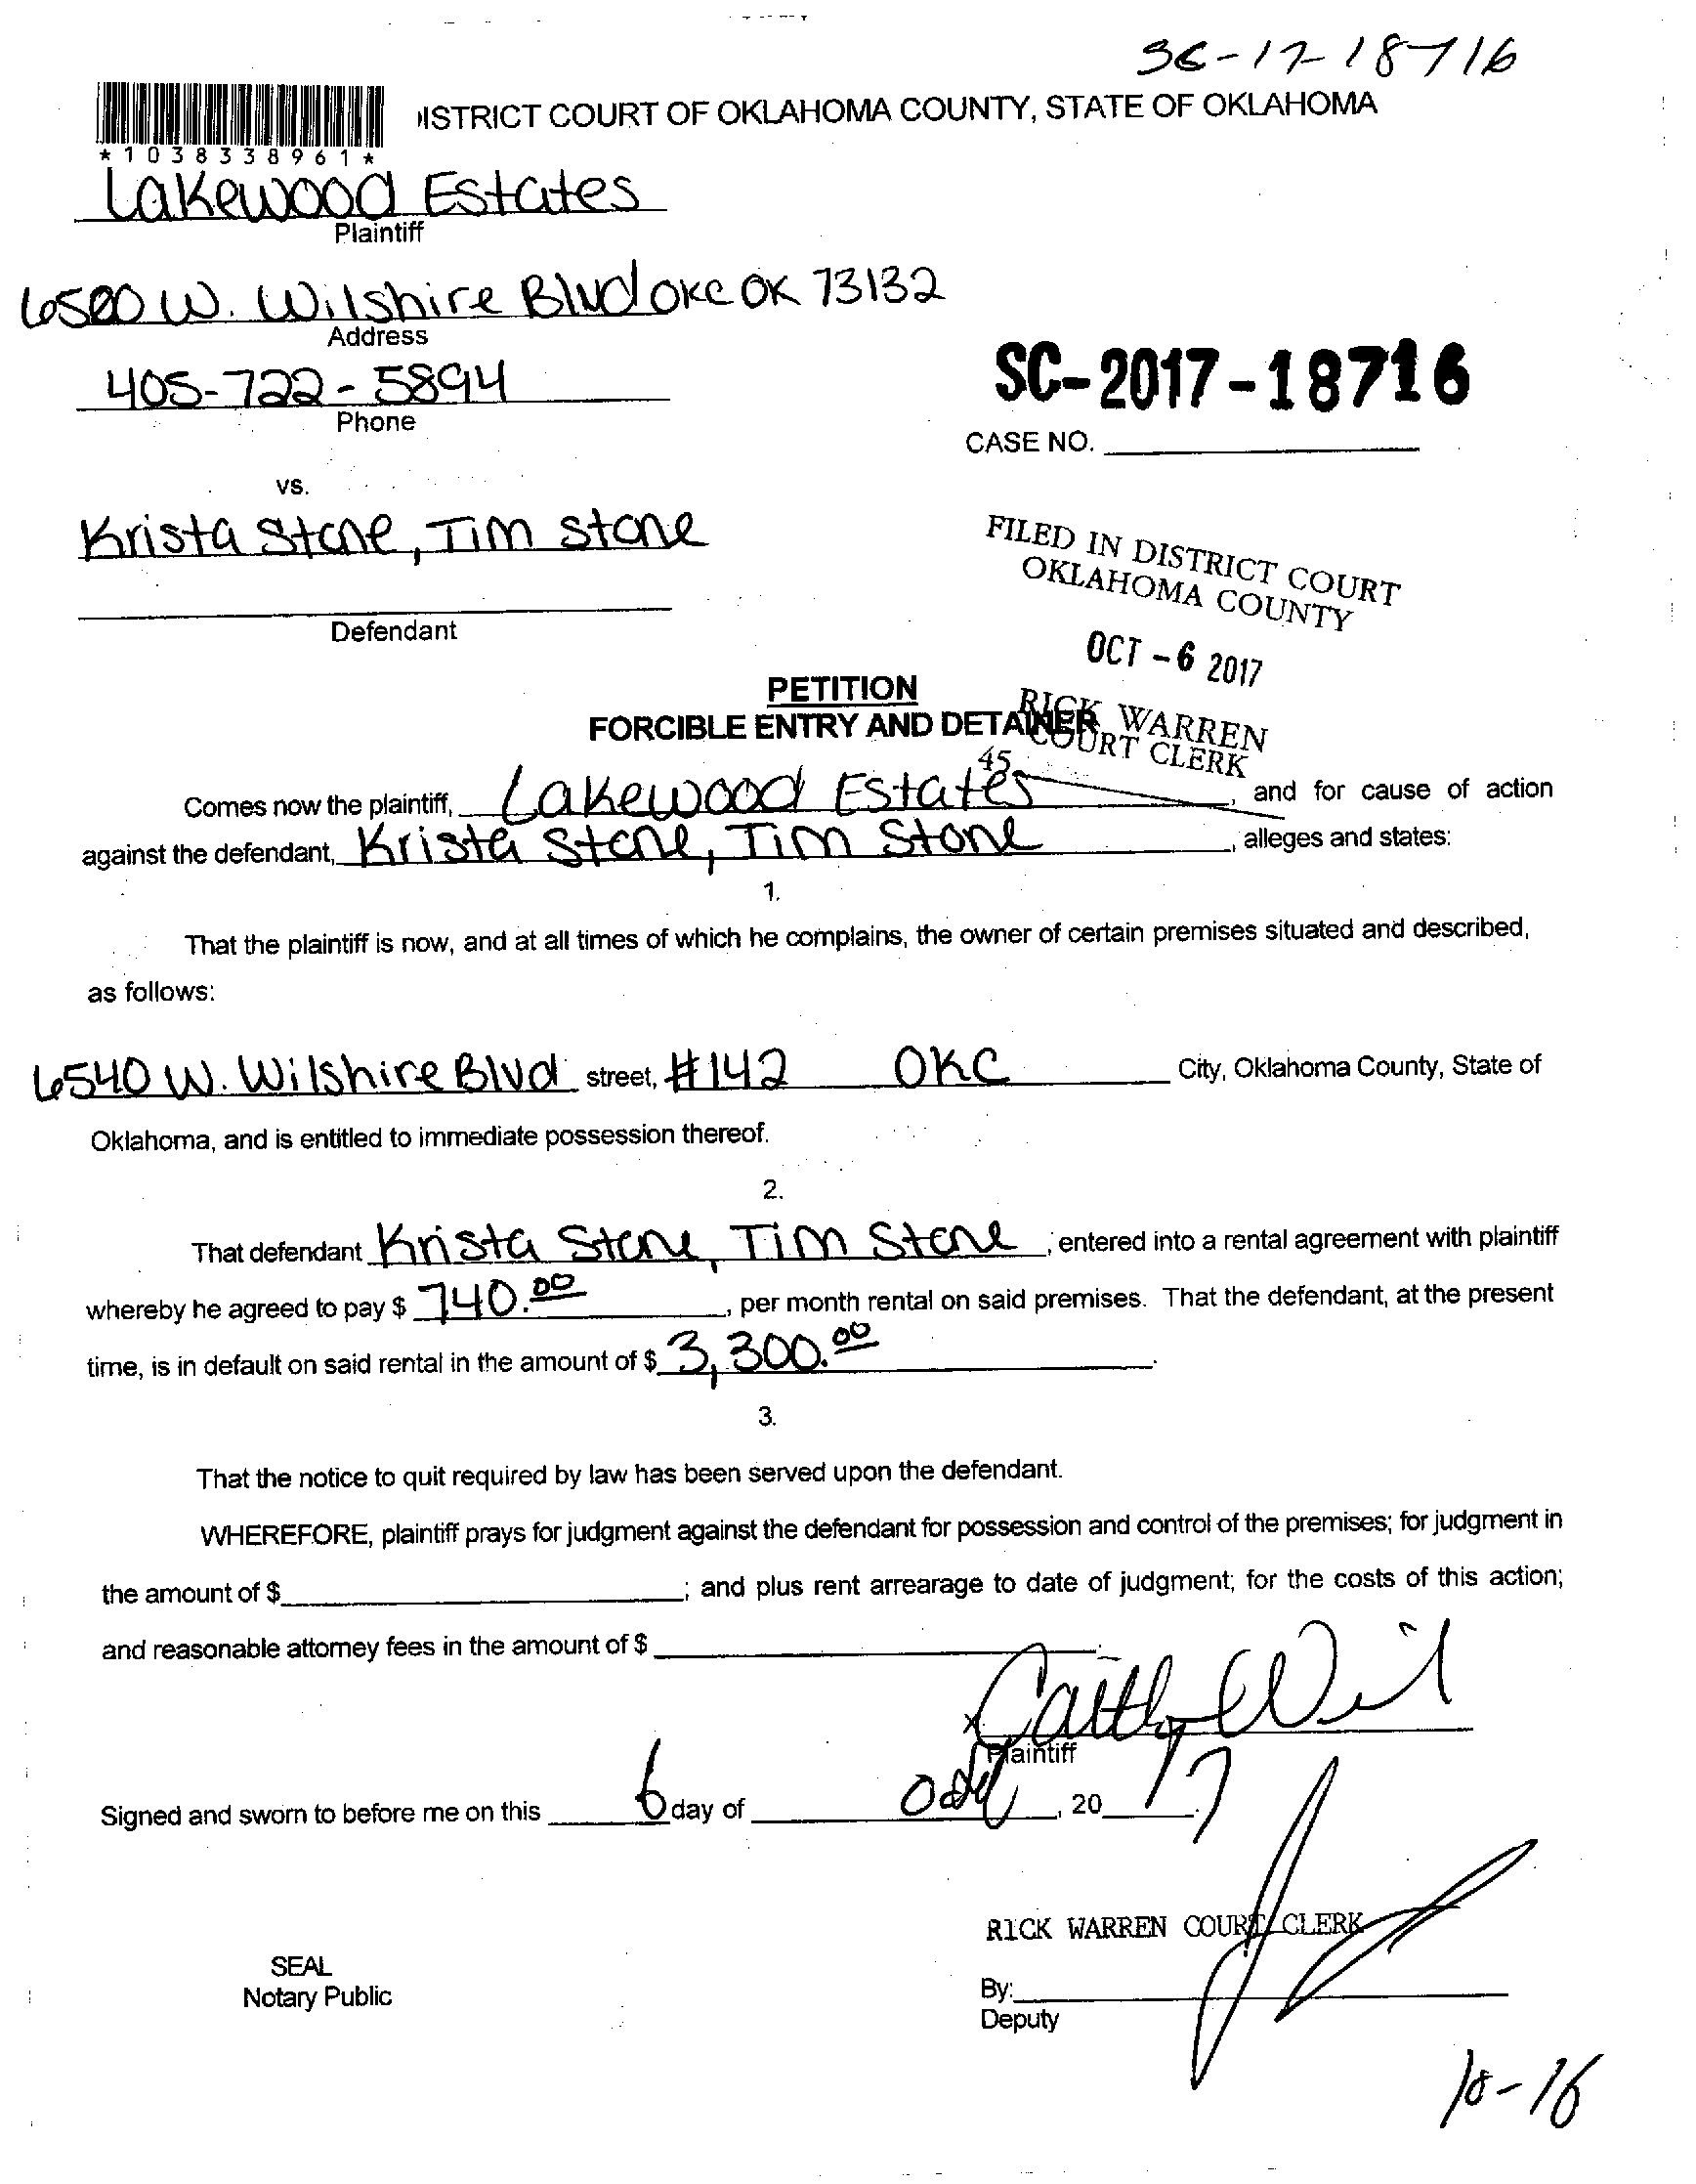 SC-17-18716
ISTRICT COURT OF OKLAHOMA COUNTY, STATE OF OKLAHOMA
*1038338961*
Lakewood Estates
Plaintiff
6500 W. Wilshire Blvd OKC OK 73132
Address
405-722-5894
Phone
SC-2017-18716
CASE NO.
vs.
Krista Stone, Tim Stone
Defendant
FILED IN DISTRICT COURT
OKLAHOMA COUNTY
OCT -6 2017
RICK WARREN
COURT CLERK
45
PETITION
FORCIBLE ENTRY AND DETAINER
Comes now the plaintiff, Lakewood Estates, and for cause of action
against the defendant, Krista Stone, Tim Stone, alleges and states:
1.
That the plaintiff is now, and at all times of which he complains, the owner of certain premises situated and described,
as follows:
6540 W. Wilshire Blvd street, #142 OKC City, Oklahoma County, State of
Oklahoma, and is entitled to immediate possession thereof.
2.
That defendant Krista Stone, Tim Stone, entered into a rental agreement with plaintiff
whereby he agreed to pay $ 740.00, per month rental on said premises. That the defendant, at the present
time, is in default on said rental in the amount of $ 3,300.00.
3.
That the notice to quit required by law has been served upon the defendant.
WHEREFORE, plaintiff prays for judgment against the defendant for possession and control of the premises; for judgment in
the amount of $ ; and plus rent arrearage to date of judgment; for the costs of this action;
and reasonable attorney fees in the amount of $ .
x
Plaintiff
Signed and sworn to before me on this 6 day of Oct, 2017.
RICK WARREN COURT CLERK
SEAL
Notary Public
By:
Deputy
10-16